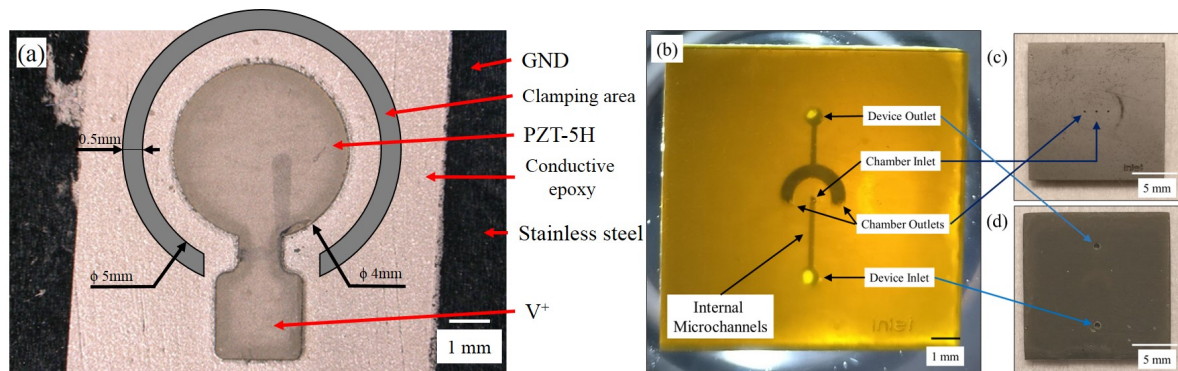 (a)
GND
Clamping area
0.5mm
PZT-5H
Conductive
epoxy
Stainless steel
ϕ 5mm
ϕ 4mm
V⁺
1 mm
(b)
Device Outlet
Chamber Inlet
Chamber Outlets
Device Inlet
Internal
Microchannels
1 mm
(c)
5 mm
(d)
5 mm